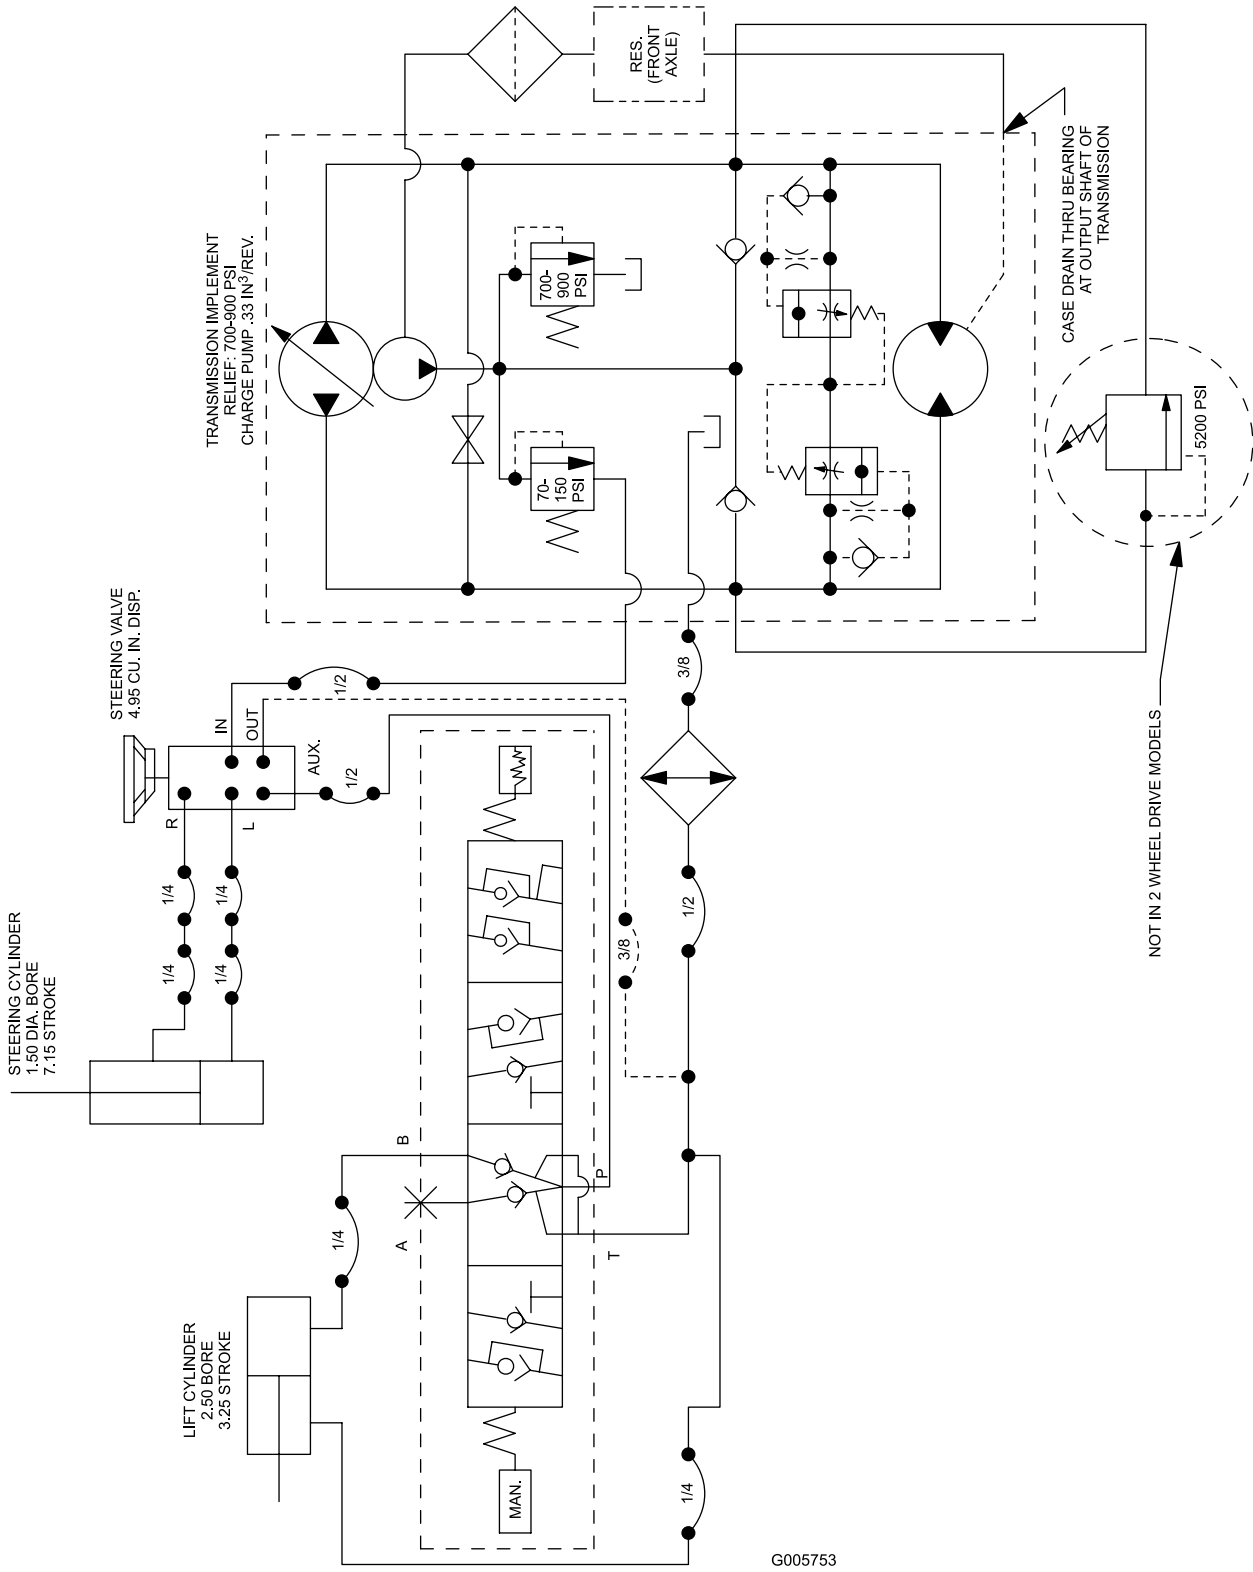 STEERING CYLINDER
1.50 DIA. BORE
7.15 STROKE
STEERING VALVE
4.95 CU. IN. DISP.
TRANSMISSION IMPLEMENT
RELIEF: 700-900 PSI
CHARGE PUMP .33 IN³/REV.
RES.
(FRONT
AXLE)
LIFT CYLINDER
2.50 BORE
3.25 STROKE
1/4
1/4
1/4
1/4
R
L
IN
OUT
AUX.
1/2
1/2
70-
150
PSI
700-
900
PSI
CASE DRAIN THRU BEARING
AT OUTPUT SHAFT OF
TRANSMISSION
1/4
A
B
MAN.
T
P
3/8
1/4
1/2
3/8
5200 PSI
NOT IN 2 WHEEL DRIVE MODELS
G005753